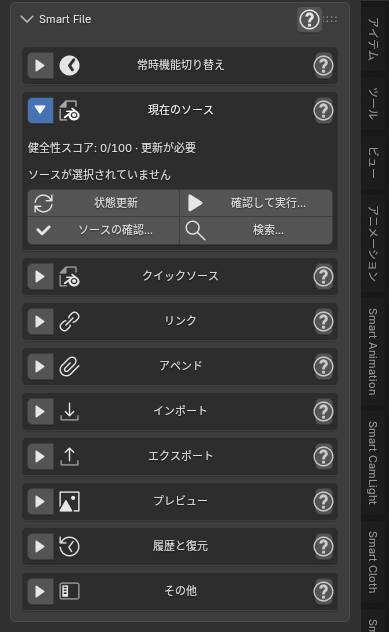 Smart File
常時機能切り替え
現在のソース
健全性スコア: 0/100 · 更新が必要
ソースが選択されていません
状態更新
確認して実行...
ソースの確認...
検索...
クイックソース
リンク
アペンド
インポート
エクスポート
プレビュー
履歴と復元
その他
アイテム
ツール
ビュー
アニメーション
Smart Animation
Smart CamLight
Smart Cloth